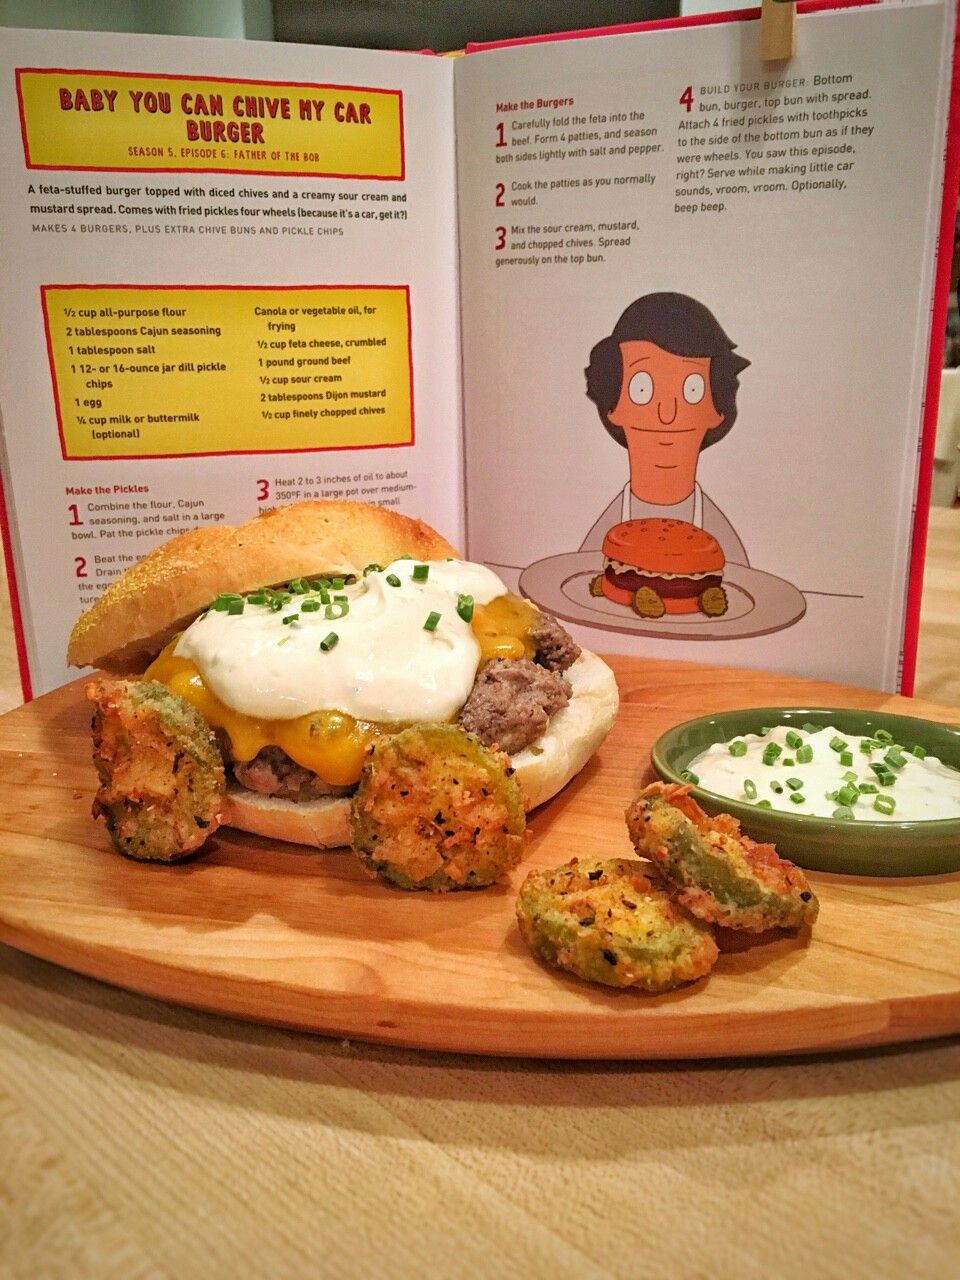 BABY YOU CAN CHIVE MY CAR
BURGER
SEASON 5, EPISODE 6: FATHER OF THE BOB
A feta-stuffed burger topped with diced chives and a creamy sour cream and
mustard spread. Comes with fried pickles four wheels (because it's a car, get it?)
MAKES 4 BURGERS, PLUS EXTRA CHIVE BUNS AND PICKLE CHIPS
½ cup all-purpose flour
2 tablespoons Cajun seasoning
1 tablespoon salt
1 12- or 16-ounce jar dill pickle
chips
1 egg
¼ cup milk or buttermilk
(optional)
Canola or vegetable oil, for
frying
½ cup feta cheese, crumbled
1 pound ground beef
½ cup sour cream
2 tablespoons Dijon mustard
½ cup finely chopped chives
Make the Pickles
1 Combine the flour, Cajun
seasoning, and salt in a large
bowl. Pat the pickle chips
2 Beat the
Drain
the
3 Heat 2 to 3 inches of oil to about
350°F in a large pot over medium-
small
Make the Burgers
1 Carefully fold the feta into the
beef. Form 4 patties, and season
both sides lightly with salt and pepper.
2 Cook the patties as you normally
would.
3 Mix the sour cream, mustard,
and chopped chives. Spread
generously on the top bun.
4 BUILD YOUR BURGER: Bottom
bun, burger, top bun with spread.
Attach 4 fried pickles with toothpicks
to the side of the bottom bun as if they
were wheels. You saw this episode,
right? Serve while making little car
sounds, vroom, vroom. Optionally,
beep beep.